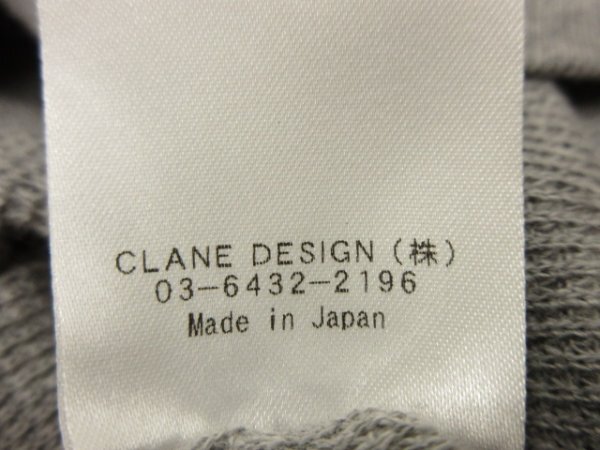 CLANE DESIGN（株）
03-6432-2196
Made in Japan